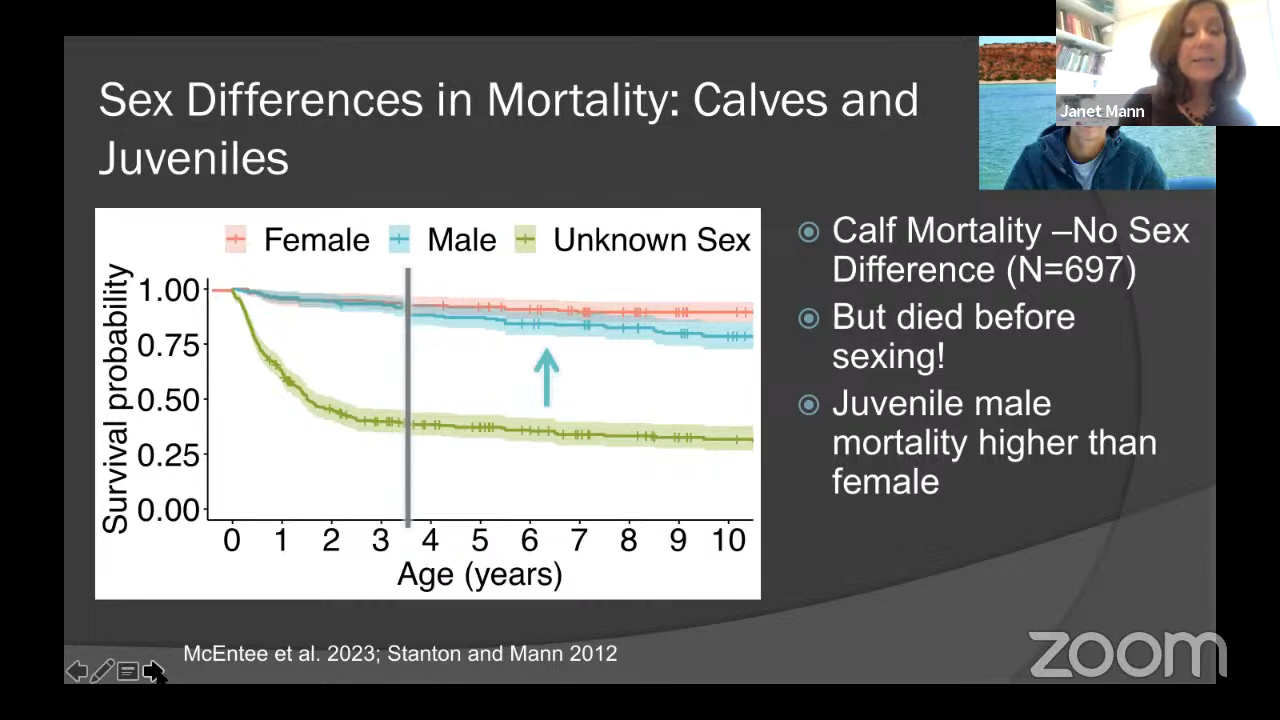 Janet Mann
Sex Differences in Mortality: Calves and
Juveniles
Female Male Unknown Sex
Survival probability
1.00
0.75
0.50
0.25
0.00
0 1 2 3 4 5 6 7 8 9 10
Age (years)
Calf Mortality –No Sex
Difference (N=697)
But died before
sexing!
Juvenile male
mortality higher than
female
McEntee et al. 2023; Stanton and Mann 2012
zoom